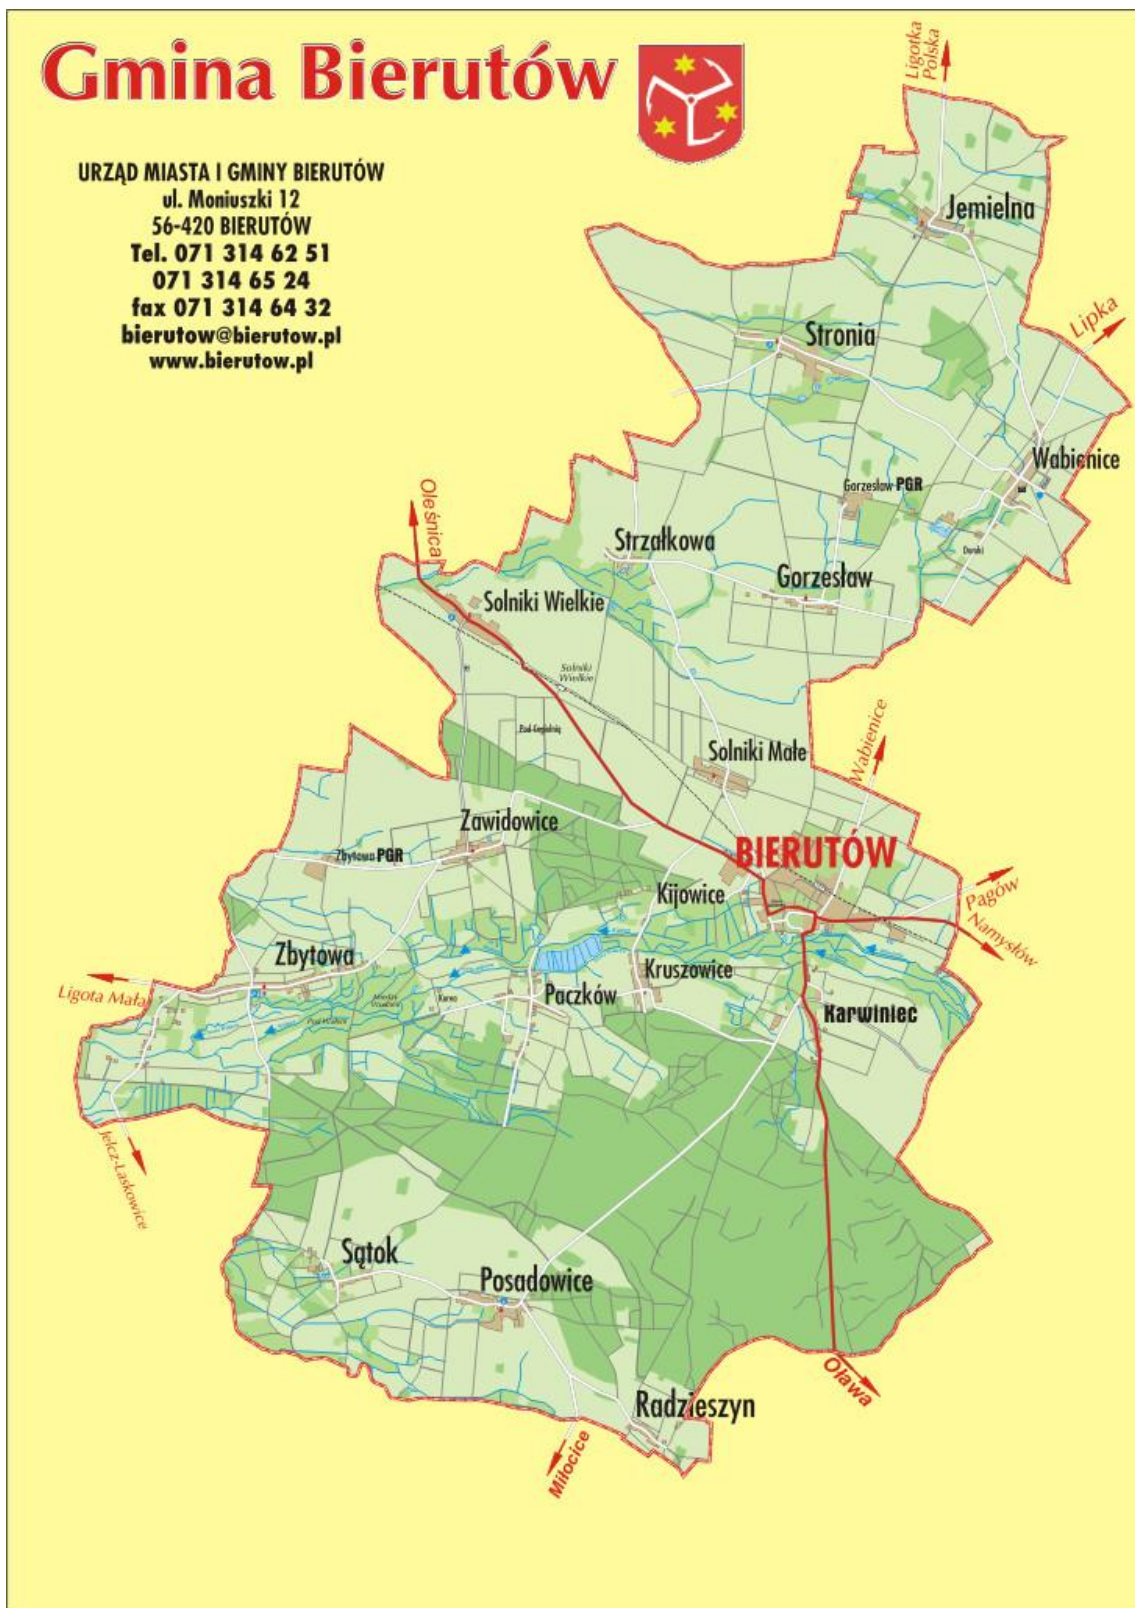 Gmina Bierutów
URZĄD MIASTA I GMINY BIERUTÓW
ul. Moniuszki 12
56-420 BIERUTÓW
Tel. 071 314 62 51
071 314 65 24
fax 071 314 64 32
bierutow@bierutow.pl
www.bierutow.pl
Ligotka
Polska
Jemielna
Lipka
Stronia
Wabienice
Gorzesław PGR
Oleśnica
Strzałkowa
Gorzesław
Solniki Wielkie
Solniki
Wielkie
Solniki Małe
Wabienice
Zawidowice
Zbytowa PGR
BIERUTÓW
Kijowice
Pągów
Namysłów
Zbytowa
Kruszowice
Ligota Mała
Paczków
Karwiniec
Jelcz-Laskowice
Sątok
Posadowice
Oława
Radzieszyn
Miłocice